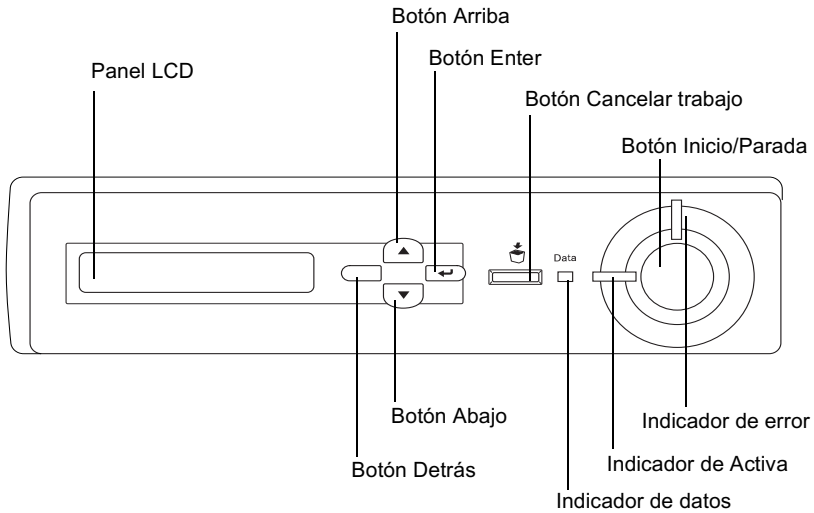 Botón Arriba
Botón Enter
Panel LCD
Botón Cancelar trabajo
Botón Inicio/Parada
Data
Botón Abajo
Indicador de error
Botón Detrás
Indicador de Activa
Indicador de datos